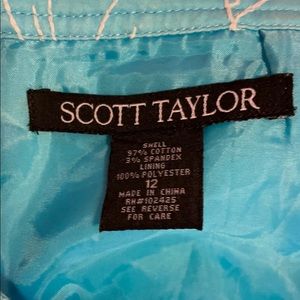 SCOTT TAYLOR
SHELL
97% COTTON
3% SPANDEX
LINING
100% POLYESTER
12
MADE IN CHINA
RN#102425
SEE REVERSE
FOR CARE